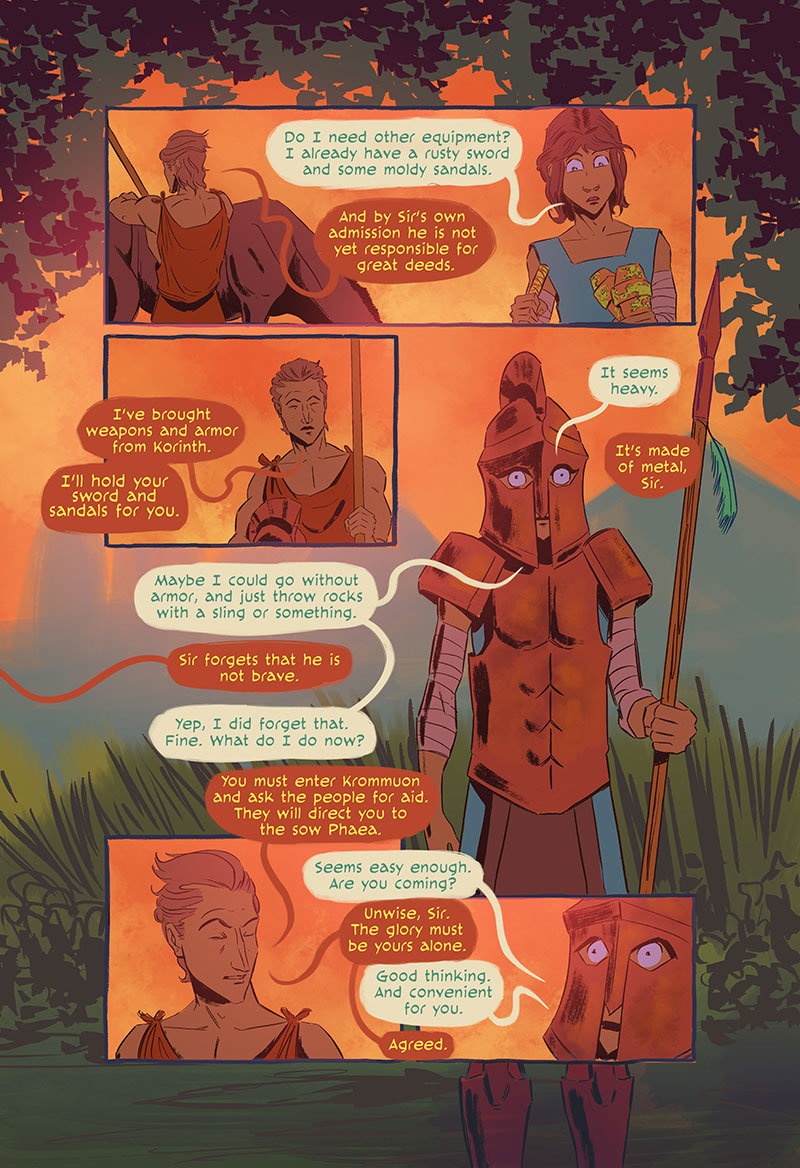 Do I need other equipment?
I already have a rusty sword
and some moldy sandals.
And by Sir's own
admission he is not
yet responsible for
great deeds.
I've brought
weapons and armor
from Korinth.
I'll hold your
sword and
sandals for you.
It seems
heavy.
It's made
of metal,
Sir.
Maybe I could go without
armor, and just throw rocks
with a sling or something.
Sir forgets that he is
not brave.
Yep, I did forget that.
Fine. What do I do now?
You must enter Krommuon
and ask the people for aid.
They will direct you to
the sow Phaea.
Seems easy enough.
Are you coming?
Unwise, Sir.
The glory must
be yours alone.
Good thinking.
And convenient
for you.
Agreed.